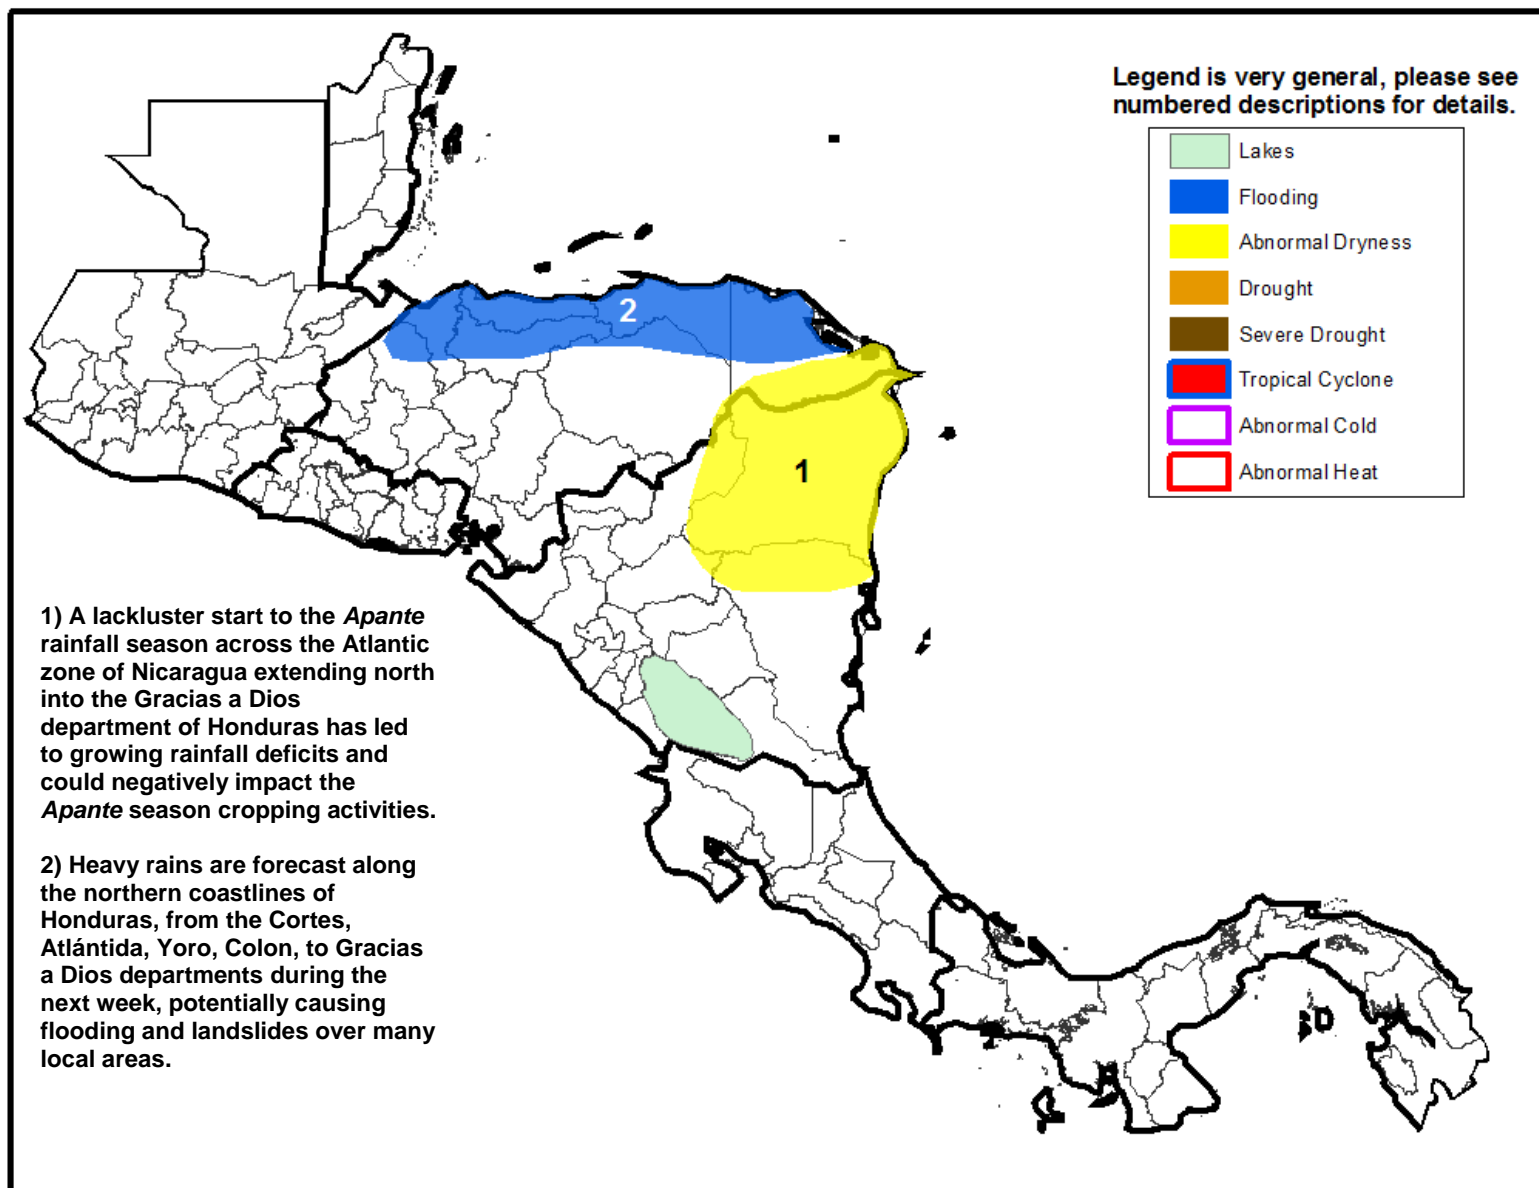 Legend is very general, please see
numbered descriptions for details.
Lakes
Flooding
Abnormal Dryness
Drought
Severe Drought
Tropical Cyclone
Abnormal Cold
Abnormal Heat
2
1
1) A lackluster start to the Apante
rainfall season across the Atlantic
zone of Nicaragua extending north
into the Gracias a Dios
department of Honduras has led
to growing rainfall deficits and
could negatively impact the
Apante season cropping activities.
2) Heavy rains are forecast along
the northern coastlines of
Honduras, from the Cortes,
Atlántida, Yoro, Colon, to Gracias
a Dios departments during the
next week, potentially causing
flooding and landslides over many
local areas.